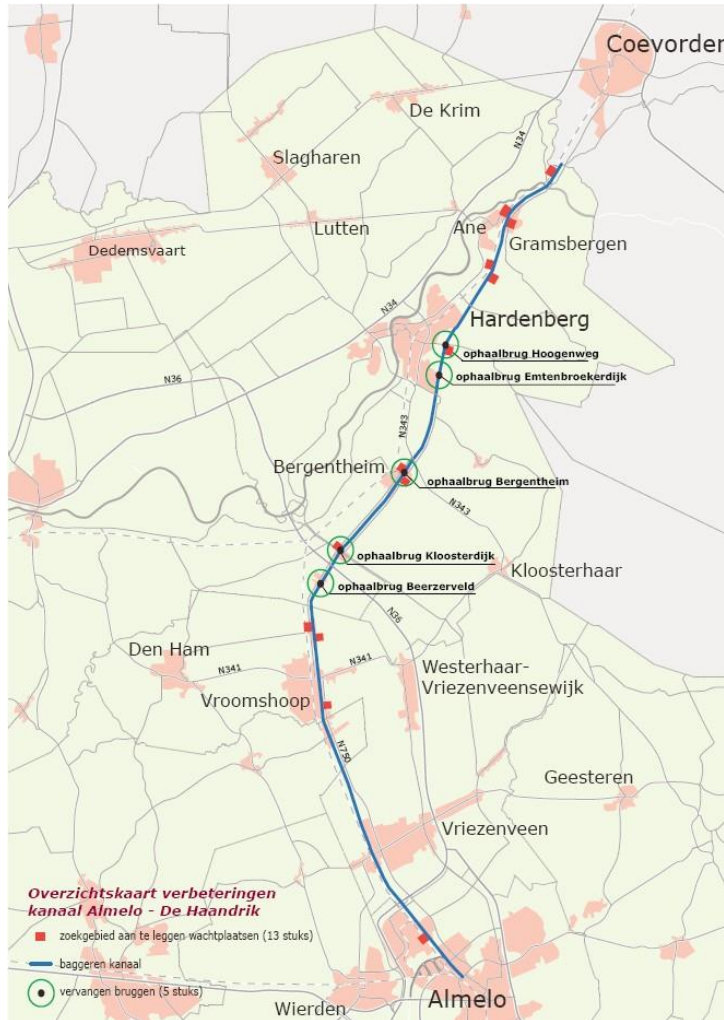 Coevorden
De Krim
N34
Slagharen
Lutten
Ane
Gramsbergen
Dedemsvaart
N34
Hardenberg
ophaalbrug Hoogenweg
N36
ophaalbrug Emtenbroekerdijk
N343
Bergentheim
ophaalbrug Bergentheim
N343
ophaalbrug Kloosterdijk
Kloosterhaar
ophaalbrug Beerzerveld
N36
Den Ham
N341
N341
Westerhaar-
Vriezenveensewijk
Vroomshoop
N750
Geesteren
Vriezenveen
Overzichtskaart verbeteringen
kanaal Almelo - De Haandrik
zoekgebied aan te leggen wachtplaatsen (13 stuks)
baggeren kanaal
vervangen bruggen (5 stuks)
Wierden
Almelo